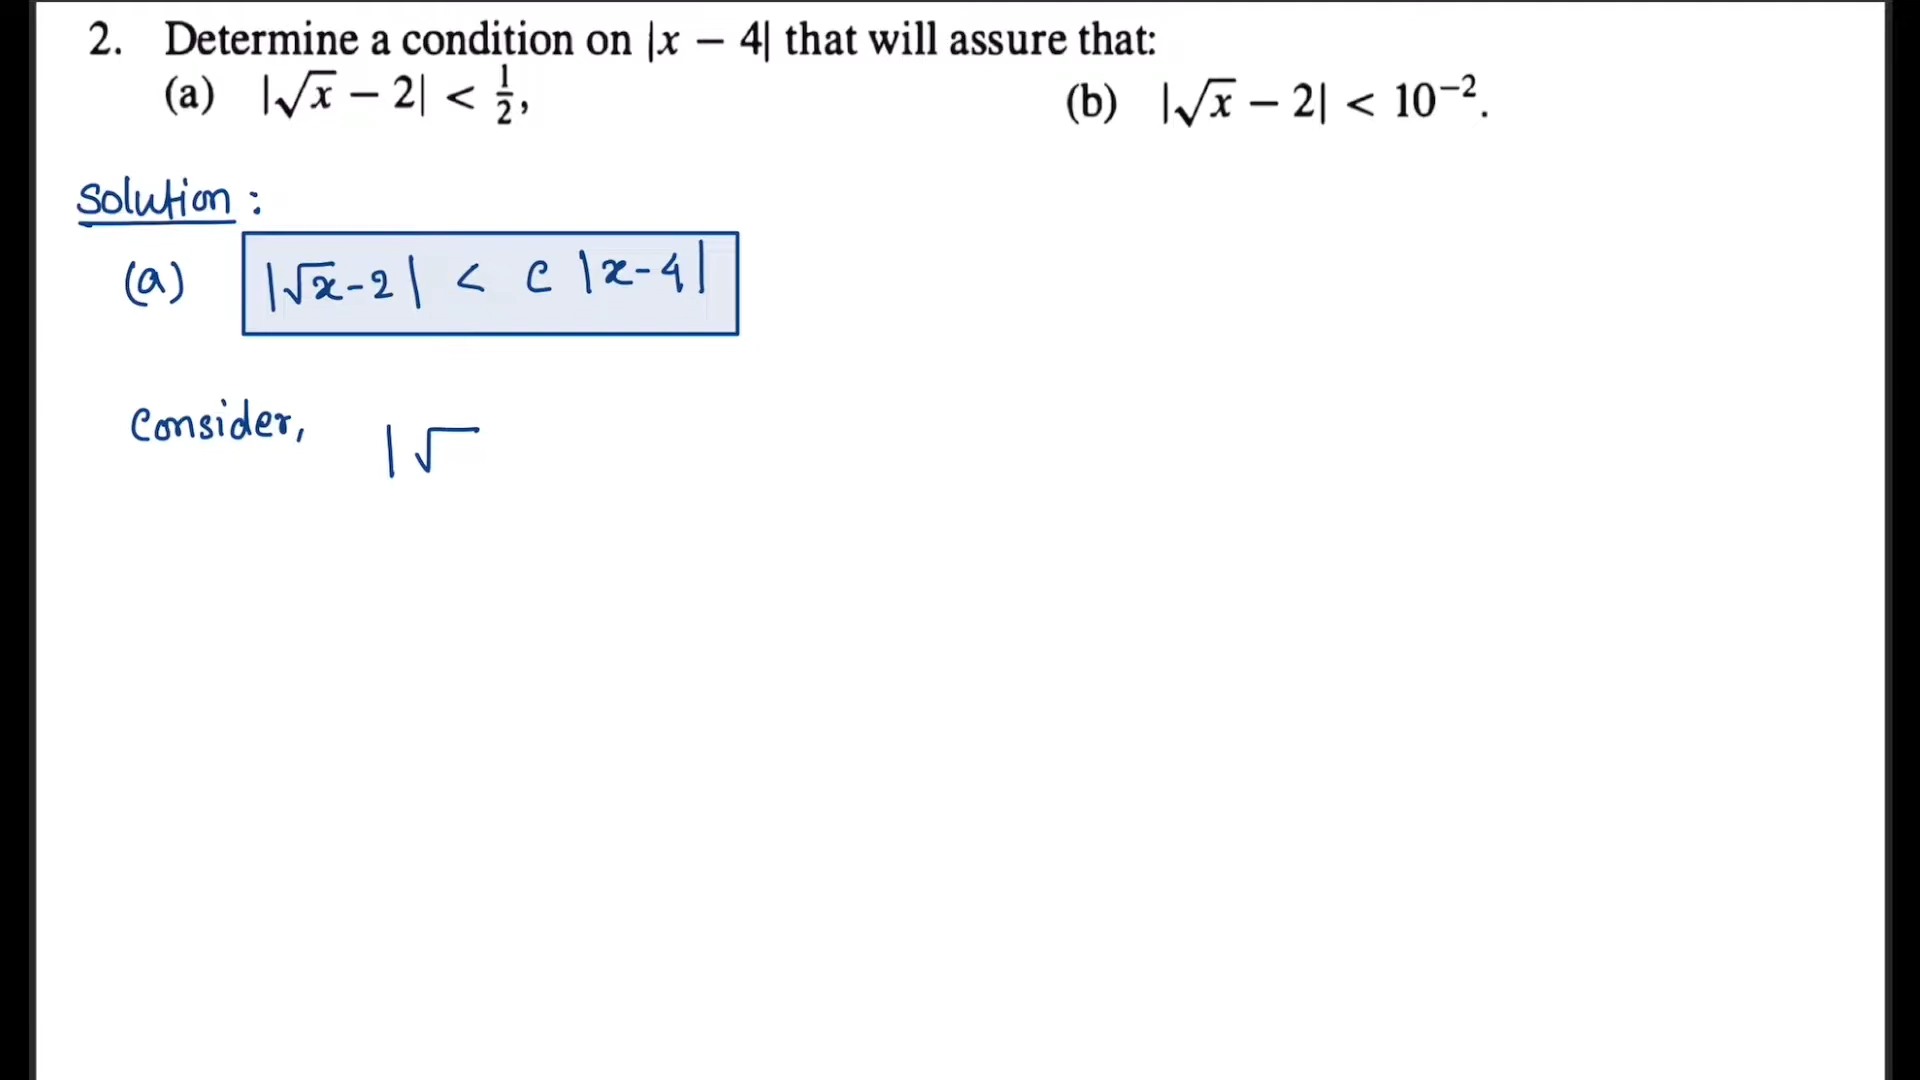 2. Determine a condition on |x − 4| that will assure that:
(a) |√x − 2| < 1/2, (b) |√x − 2| < 10⁻².
Solution :
(a) |√x-2| < c |x-4|
Consider, |√